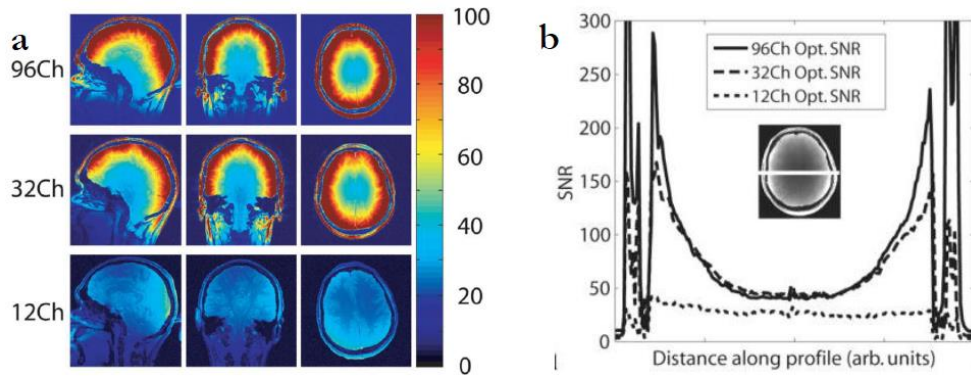 a
96Ch
32Ch
12Ch
100
80
60
40
20
0
b
300
250
200
150
100
50
0
SNR
96Ch Opt. SNR
32Ch Opt. SNR
12Ch Opt. SNR
Distance along profile (arb. units)